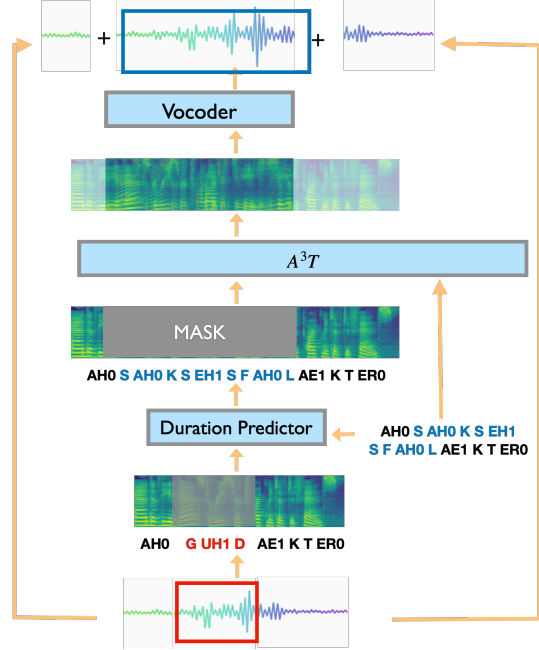 + +
Vocoder
A³T
MASK
AH0 S AH0 K S EH1 S F AH0 L AE1 K T ER0
Duration Predictor
AH0 S AH0 K S EH1
S F AH0 L AE1 K T ER0
AH0 G UH1 D AE1 K T ER0